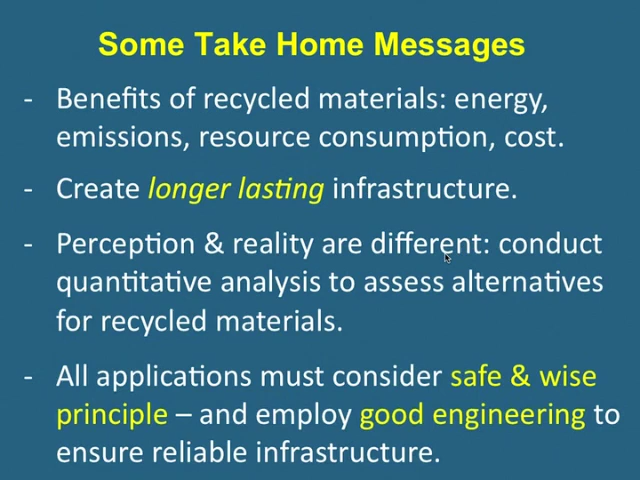 Some Take Home Messages
- Benefits of recycled materials: energy,
emissions, resource consumption, cost.
- Create longer lasting infrastructure.
- Perception & reality are different: conduct
quantitative analysis to assess alternatives
for recycled materials.
- All applications must consider safe & wise
principle – and employ good engineering to
ensure reliable infrastructure.